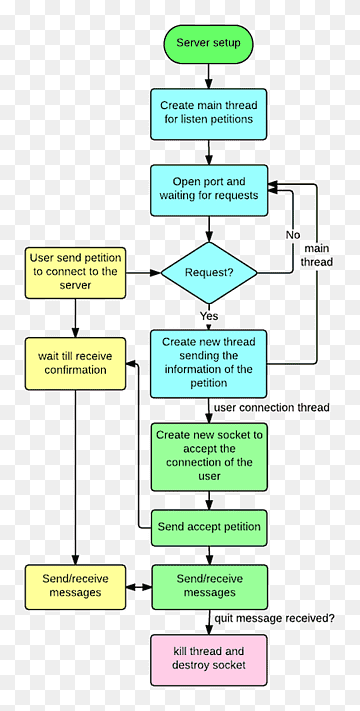 Server setup
Create main thread
for listen petitions
Open port and
waiting for requests
No
main
thread
User send petition
to connect to the
server
Request?
Yes
wait till receive
confirmation
Create new thread
sending the
information of the
petition
user connection thread
Create new socket to
accept the
connection of the
user
Send accept petition
Send/receive
messages
Send/receive
messages
quit message received?
kill thread and
destroy socket